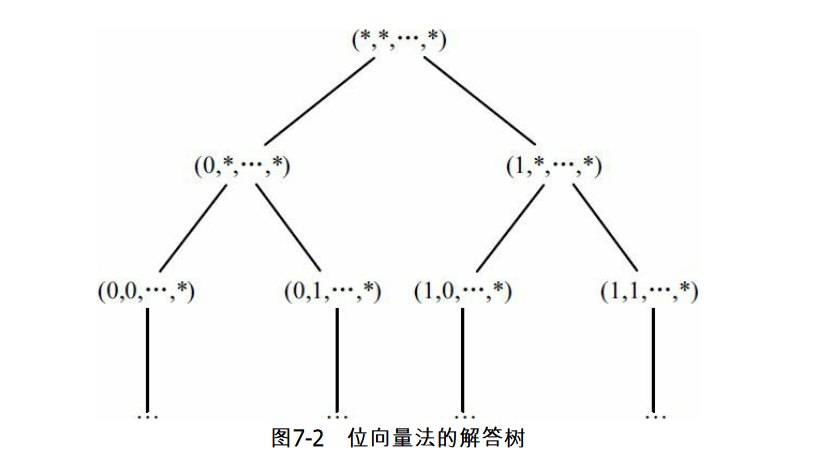 (*,*,⋯,*)
(0,*,⋯,*) (1,*,⋯,*)
(0,0,⋯,*) (0,1,⋯,*) (1,0,⋯,*) (1,1,⋯,*)
… … … …
图7-2 位向量法的解答树